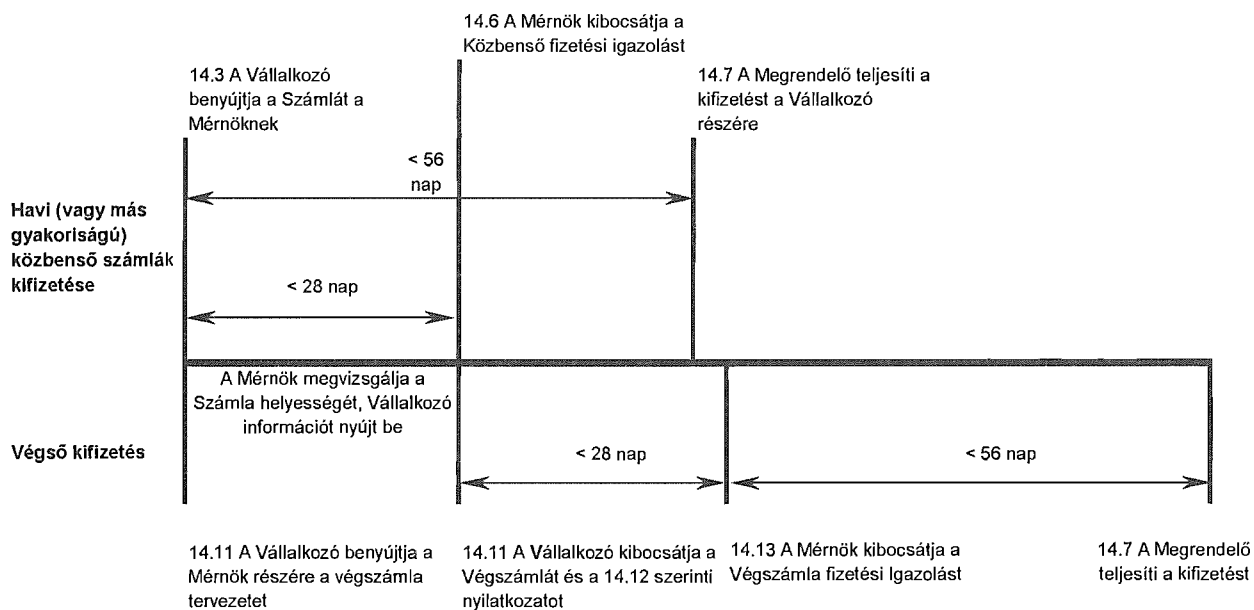 14.6 A Mérnök kibocsátja a
Közbenső fizetési igazolást
14.3 A Vállalkozó
benyújtja a Számlát a
Mérnöknek
14.7 A Megrendelő teljesíti a
kifizetést a Vállalkozó
részére
< 56
nap
Havi (vagy más
gyakoriságú)
közbenső számlák
kifizetése
< 28 nap
A Mérnök megvizsgálja a
Számla helyességét, Vállalkozó
információt nyújt be
Végső kifizetés
< 28 nap
< 56 nap
14.11 A Vállalkozó benyújtja a
Mérnök részére a végszámla
tervezetet
14.11 A Vállalkozó kibocsátja a
Végszámlát és a 14.12 szerinti
nyilatkozatot
14.13 A Mérnök kibocsátja a
Végszámla fizetési Igazolást
14.7 A Megrendelő
teljesíti a kifizetést